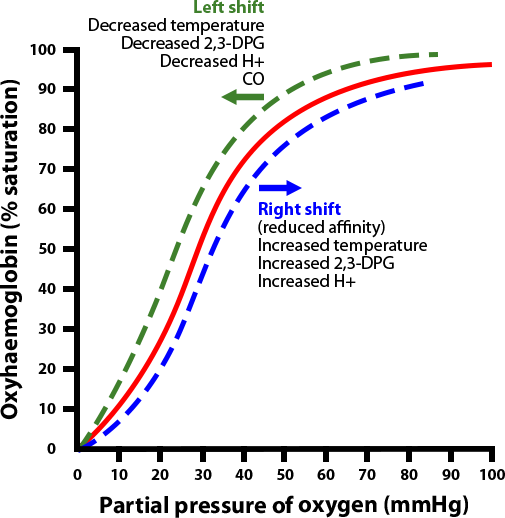 Left shift
Decreased temperature
Decreased 2,3-DPG
Decreased H+
CO
100
90
80
70
60
50
40
30
20
10
0
Oxyhaemoglobin (% saturation)
Right shift
(reduced affinity)
Increased temperature
Increased 2,3-DPG
Increased H+
0 10 20 30 40 50 60 70 80 90 100
Partial pressure of oxygen (mmHg)